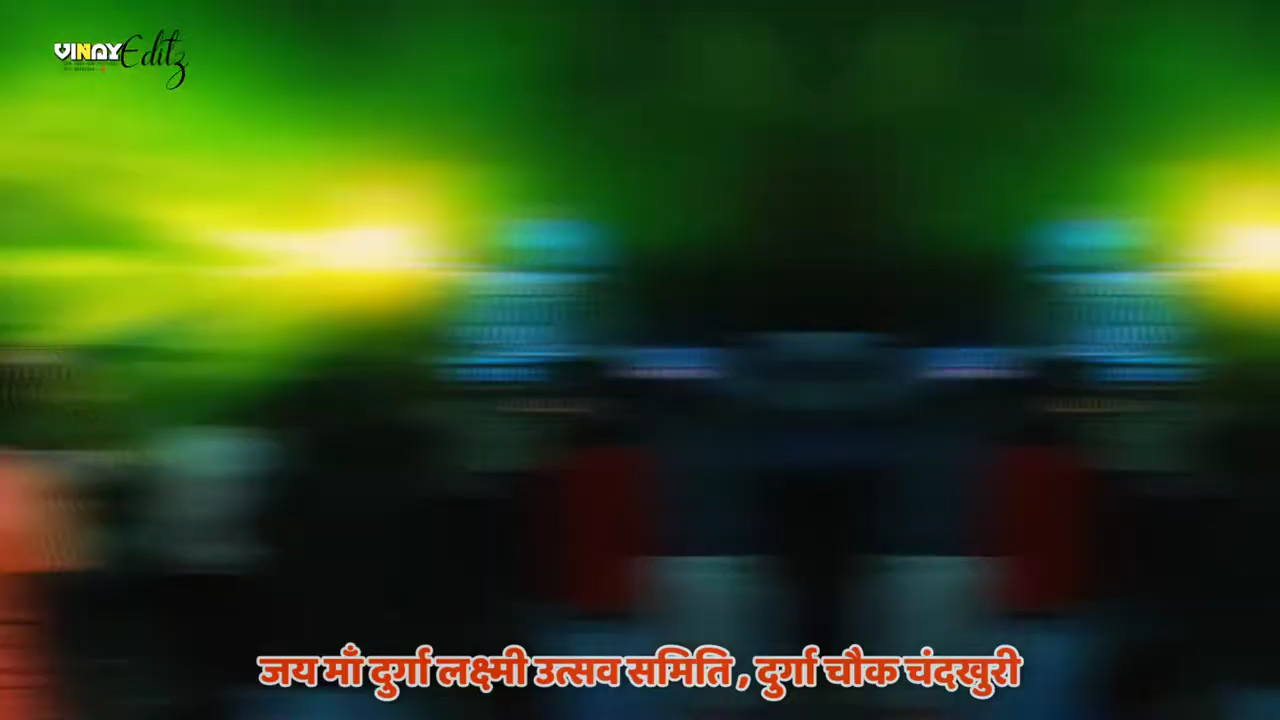 VINAY Editz
जय माँ दुर्गा लक्ष्मी उत्सव समिति , दुर्गा चौक चंदखुरी